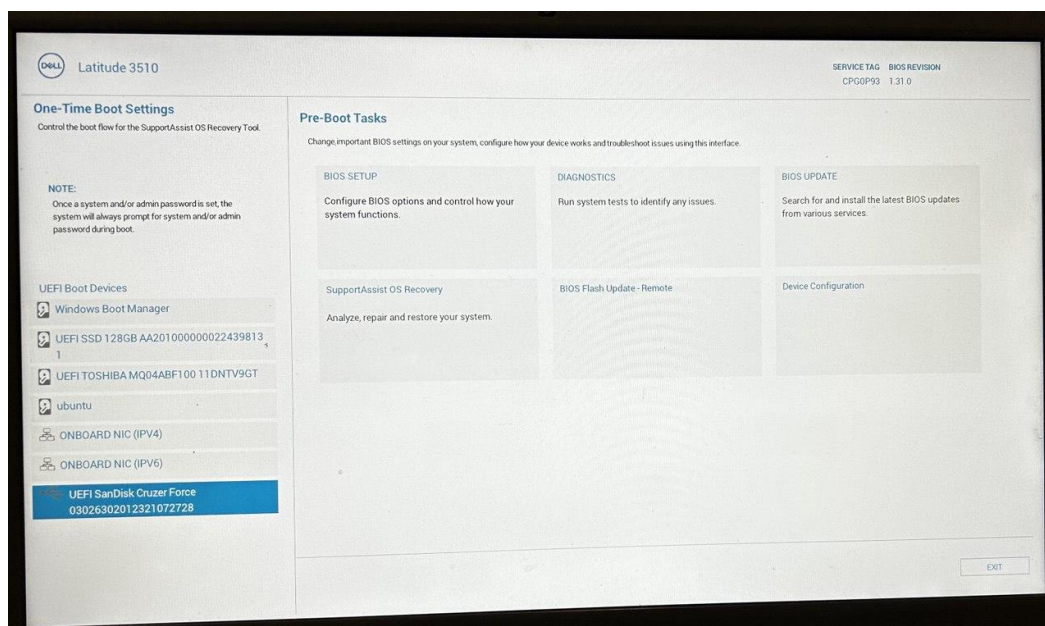 DELL
Latitude 3510
SERVICE TAG BIOS REVISION
CPG0P93 1.31.0
One-Time Boot Settings
Control the boot flow for the SupportAssist OS Recovery Tool.
NOTE:
Once a system and/or admin password is set, the
system will always prompt for system and/or admin
password during boot.
UEFI Boot Devices
Windows Boot Manager
UEFI SSD 128GB AA201000000022439813,
1
UEFI TOSHIBA MQ04ABF100 11DNTV9GT
ubuntu
ONBOARD NIC (IPV4)
ONBOARD NIC (IPV6)
UEFI SanDisk Cruzer Force
03026302012321072728
Pre-Boot Tasks
Change important BIOS settings on your system, configure how your device works and troubleshoot issues using this interface.
BIOS SETUP
Configure BIOS options and control how your
system functions.
DIAGNOSTICS
Run system tests to identify any issues.
BIOS UPDATE
Search for and install the latest BIOS updates
from various services.
SupportAssist OS Recovery
Analyze, repair and restore your system.
BIOS Flash Update - Remote
Device Configuration
EXIT